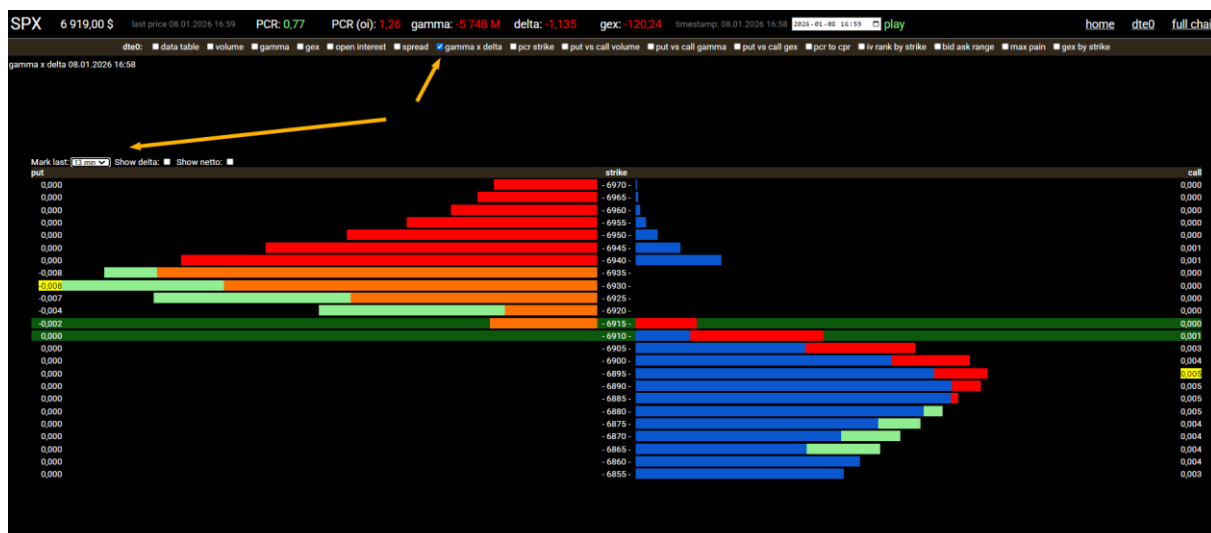 SPX 6 919,00 $ last price 08.01.2026 16:59 PCR: 0,77 PCR (oi): 1,26 gamma: -5 748 M delta: -1,135 gex: -120,24 timestamp: 08.01.2026 16:58 2026-01-08 16:59 play home dte0 full chai
dte0: data table volume gamma gex open interest spread gamma x delta pcr strike put vs call volume put vs call gamma put vs call gex pcr to cpr iv rank by strike bid ask range max pain gex by strike
gamma x delta 08.01.2026 16:58
Mark last: 13 min Show delta: Show netto:
put strike call
0,000 - 6970 - 0,000
0,000 - 6965 - 0,000
0,000 - 6960 - 0,000
0,000 - 6955 - 0,000
0,000 - 6950 - 0,000
0,000 - 6945 - 0,001
0,000 - 6940 - 0,001
-0,008 - 6935 - 0,000
-0,008 - 6930 - 0,000
-0,007 - 6925 - 0,000
-0,004 - 6920 - 0,000
-0,002 - 6915 - 0,000
0,000 - 6910 - 0,001
0,000 - 6905 - 0,003
0,000 - 6900 - 0,004
0,000 - 6895 - 0,005
0,000 - 6890 - 0,005
0,000 - 6885 - 0,005
0,000 - 6880 - 0,005
0,000 - 6875 - 0,004
0,000 - 6870 - 0,004
0,000 - 6865 - 0,004
0,000 - 6860 - 0,004
0,000 - 6855 - 0,003